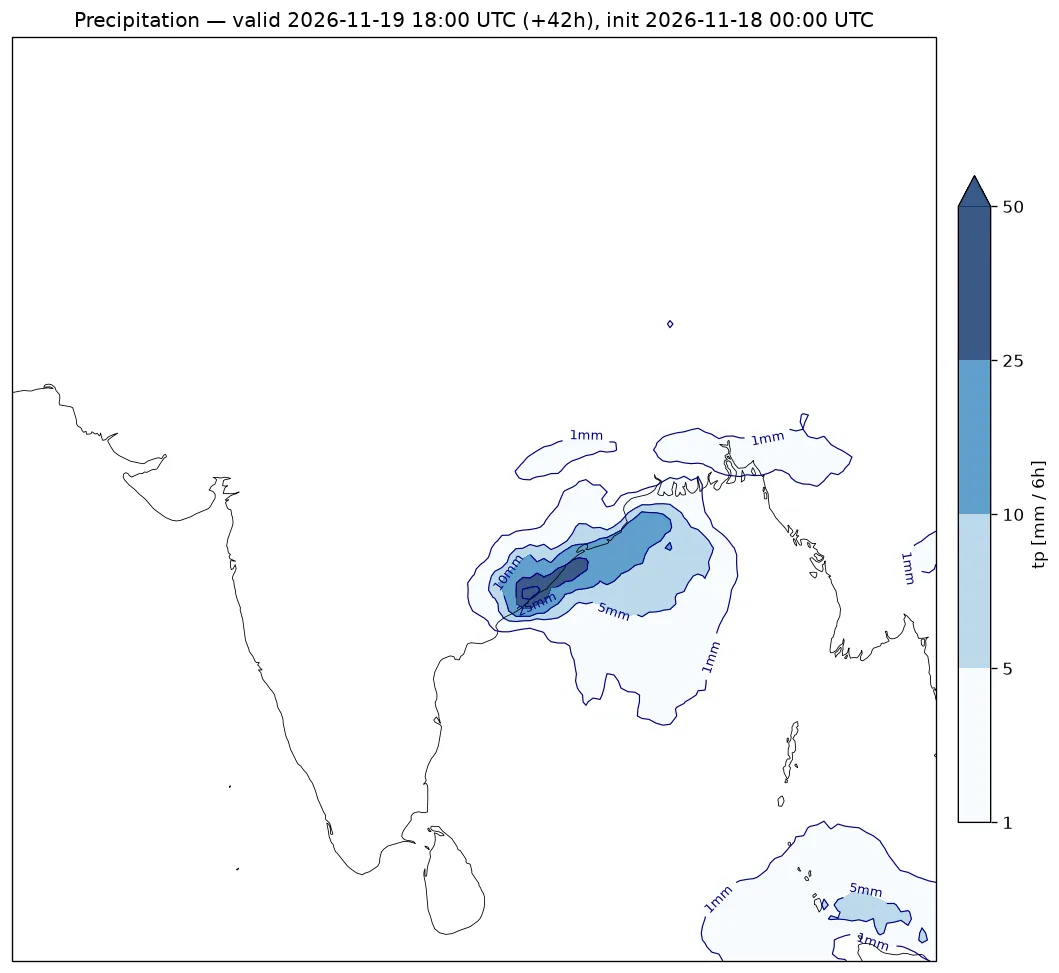 Precipitation — valid 2026-11-19 18:00 UTC (+42h), init 2026-11-18 00:00 UTC
50
25
10
5
1
tp [mm / 6h]
1mm
1mm
1mm
10mm
25mm
5mm
1mm
5mm
1mm
1mm